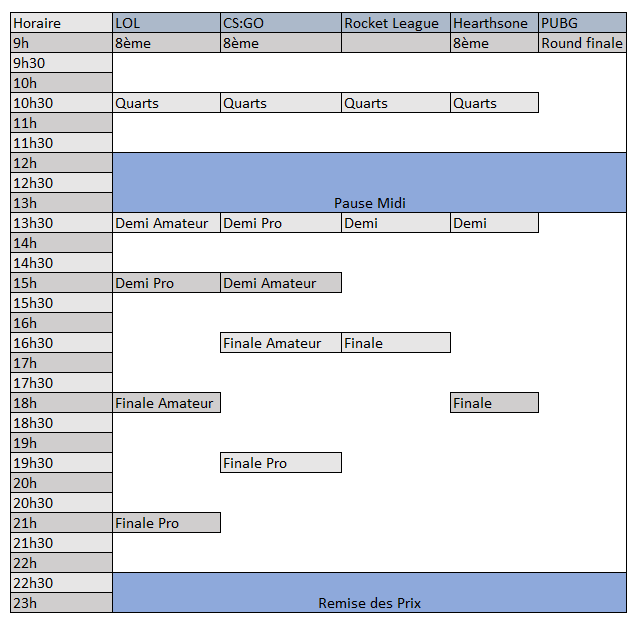 Horaire LOL CS:GO Rocket League Hearthsone PUBG
9h 8ème 8ème 8ème Round finale
9h30
10h
10h30 Quarts Quarts Quarts Quarts
11h
11h30
12h
12h30
13h Pause Midi
13h30 Demi Amateur Demi Pro Demi Demi
14h
14h30
15h Demi Pro Demi Amateur
15h30
16h
16h30 Finale Amateur Finale
17h
17h30
18h Finale Amateur Finale
18h30
19h
19h30 Finale Pro
20h
20h30
21h Finale Pro
21h30
22h
22h30
23h Remise des Prix